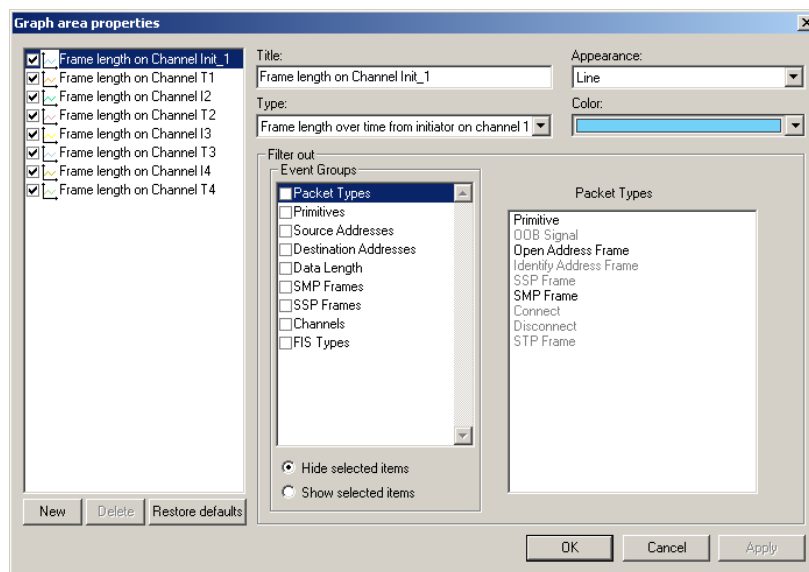 Graph area properties
Frame length on Channel Init_1
Frame length on Channel T1
Frame length on Channel I2
Frame length on Channel T2
Frame length on Channel I3
Frame length on Channel T3
Frame length on Channel I4
Frame length on Channel T4
New
Delete
Restore defaults
Title:
Frame length on Channel Init_1
Appearance:
Line
Type:
Frame length over time from initiator on channel 1
Color:
Filter out
Event Groups
Packet Types
Primitives
Source Addresses
Destination Addresses
Data Length
SMP Frames
SSP Frames
Channels
FIS Types
Hide selected items
Show selected items
Packet Types
Primitive
OOB Signal
Open Address Frame
Identify Address Frame
SSP Frame
SMP Frame
Connect
Disconnect
STP Frame
OK
Cancel
Apply